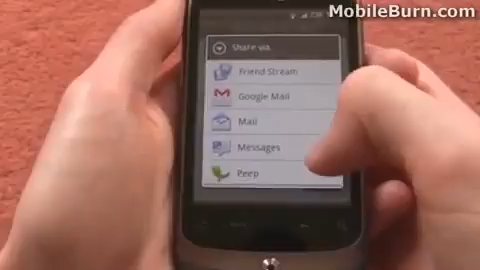 MobileBurn.com
Share via
Friend Stream
Google Mail
Mail
Messages
Peep